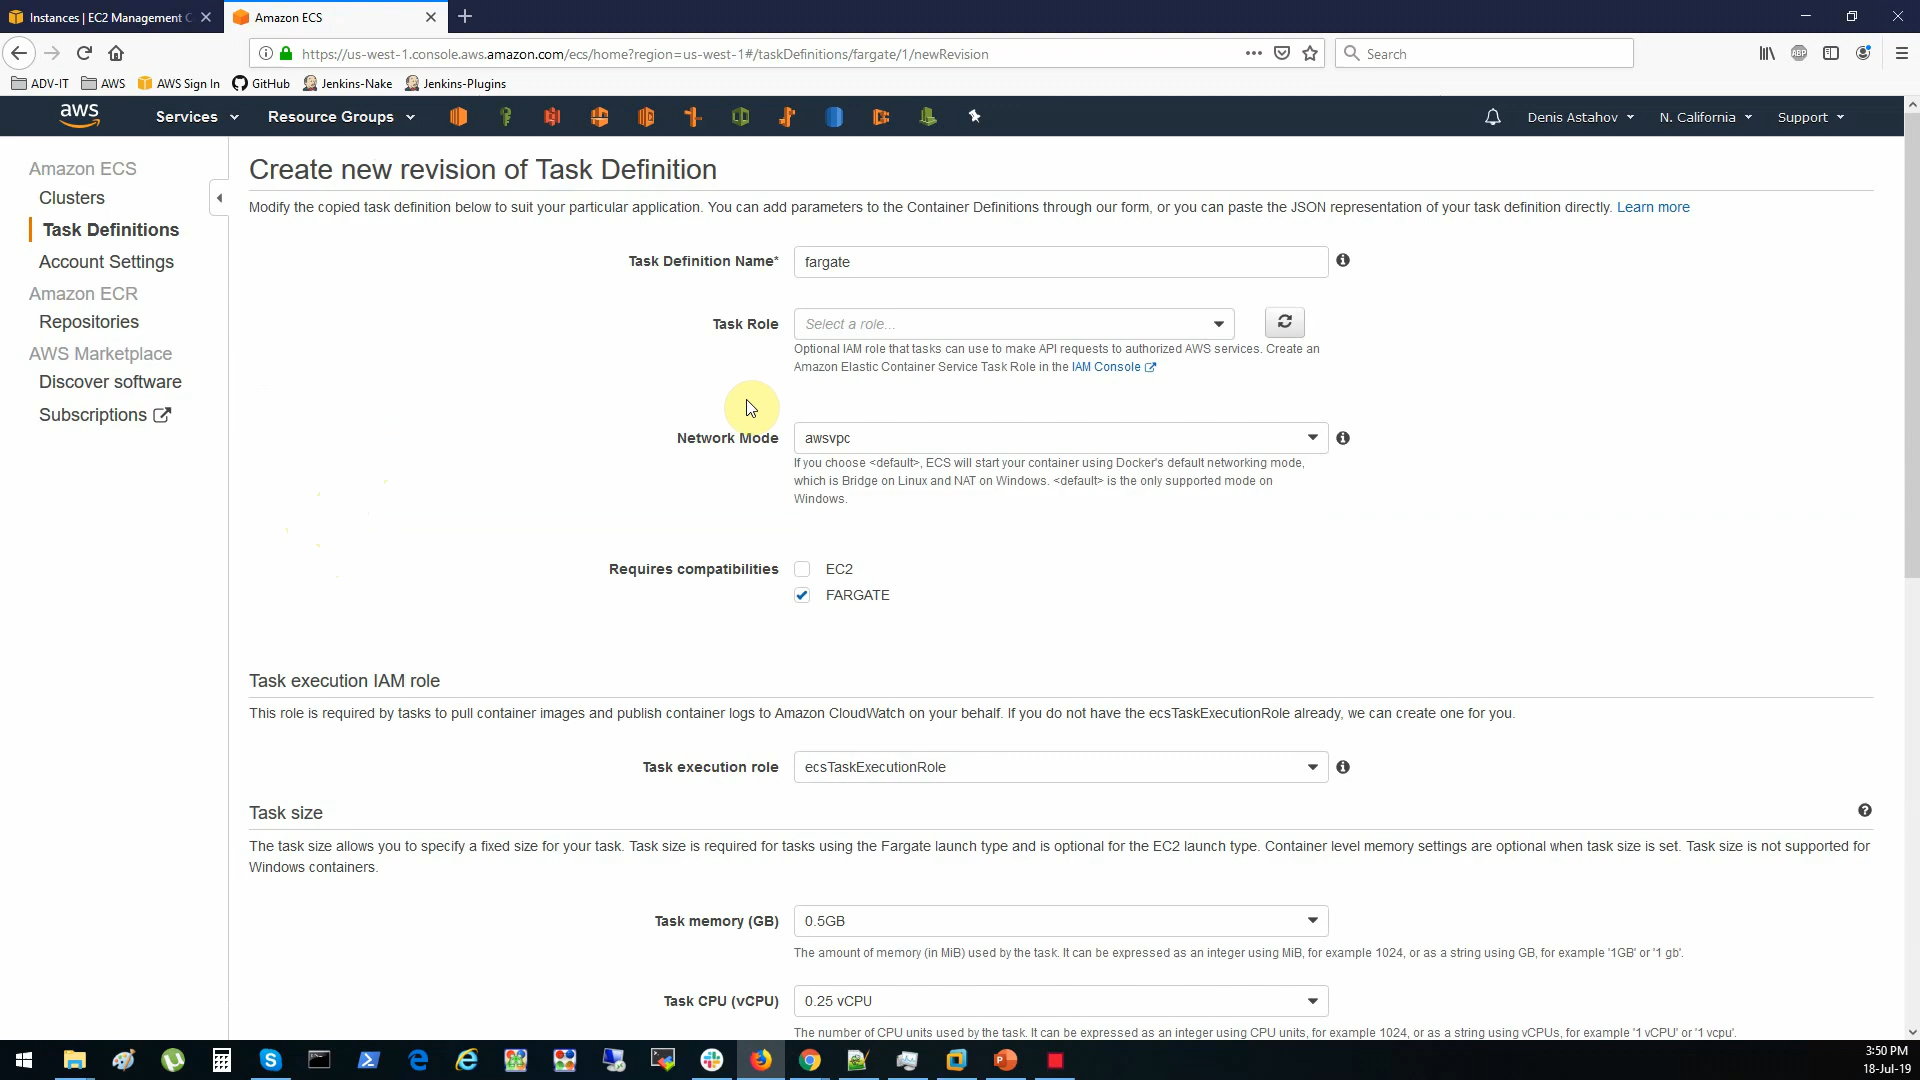 Instances | EC2 Management C
Amazon ECS
https://us-west-1.console.aws.amazon.com/ecs/home?region=us-west-1#/taskDefinitions/fargate/1/newRevision
Search
ADV-IT
AWS
AWS Sign In
GitHub
Jenkins-Nake
Jenkins-Plugins
aws
Services
Resource Groups
Denis Astahov
N. California
Support
Amazon ECS
Clusters
Task Definitions
Account Settings
Amazon ECR
Repositories
AWS Marketplace
Discover software
Subscriptions
Create new revision of Task Definition
Modify the copied task definition below to suit your particular application. You can add parameters to the Container Definitions through our form, or you can paste the JSON representation of your task definition directly. Learn more
Task Definition Name* fargate
Task Role Select a role...
Optional IAM role that tasks can use to make API requests to authorized AWS services. Create an
Amazon Elastic Container Service Task Role in the IAM Console
Network Mode awsvpc
If you choose <default>, ECS will start your container using Docker's default networking mode,
which is Bridge on Linux and NAT on Windows. <default> is the only supported mode on
Windows.
Requires compatibilities EC2
FARGATE
Task execution IAM role
This role is required by tasks to pull container images and publish container logs to Amazon CloudWatch on your behalf. If you do not have the ecsTaskExecutionRole already, we can create one for you.
Task execution role ecsTaskExecutionRole
Task size
The task size allows you to specify a fixed size for your task. Task size is required for tasks using the Fargate launch type and is optional for the EC2 launch type. Container level memory settings are optional when task size is set. Task size is not supported for
Windows containers.
Task memory (GB) 0.5GB
The amount of memory (in MiB) used by the task. It can be expressed as an integer using MiB, for example 1024, or as a string using GB, for example '1GB' or '1 gb'.
Task CPU (vCPU) 0.25 vCPU
The number of CPU units used by the task. It can be expressed as an integer using CPU units, for example 1024, or as a string using vCPUs, for example '1 vCPU' or '1 vcpu'.
3:50 PM
18-Jul-19